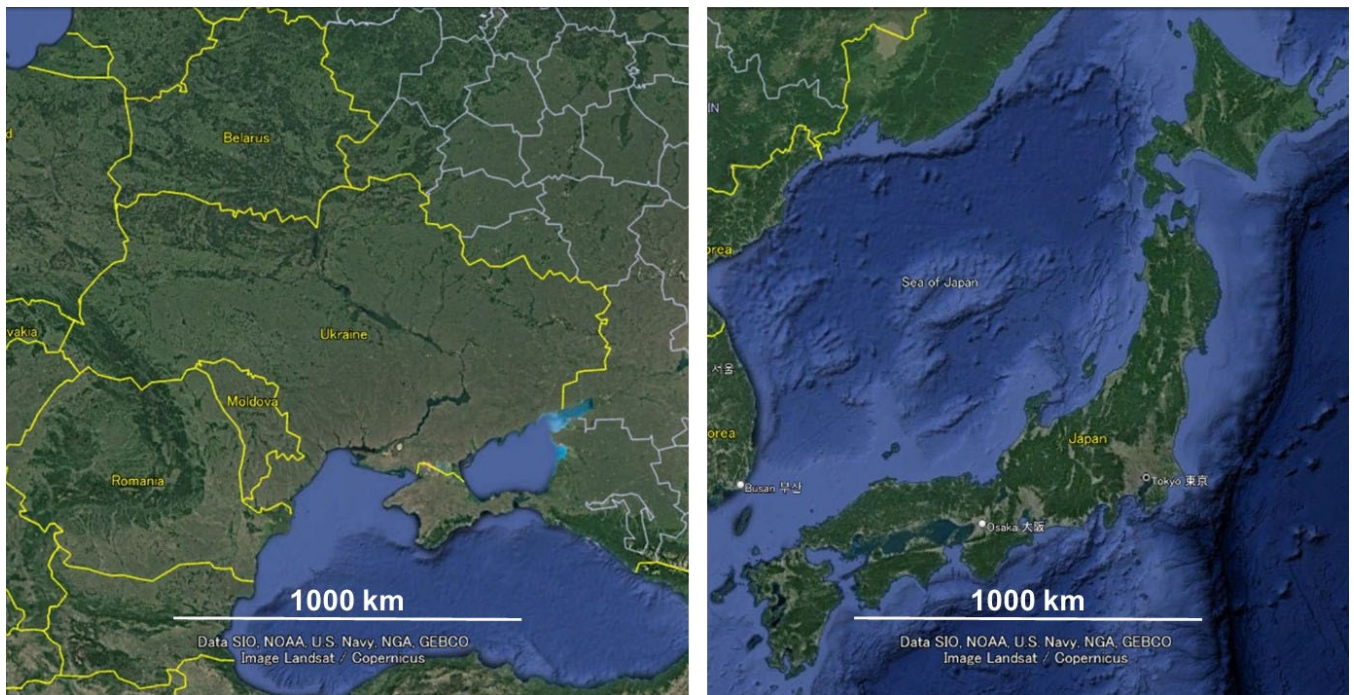 d
Belarus
Ukraine
vakia
Moldova
Romania
1000 km
Data SIO, NOAA, U.S. Navy, NGA, GEBCO
Image Landsat / Copernicus
IN
orea
Sea of Japan
서울
orea
Japan
Busan 부산
Tokyo 東京
Osaka 大阪
1000 km
Data SIO, NOAA, U.S. Navy, NGA, GEBCO
Image Landsat / Copernicus